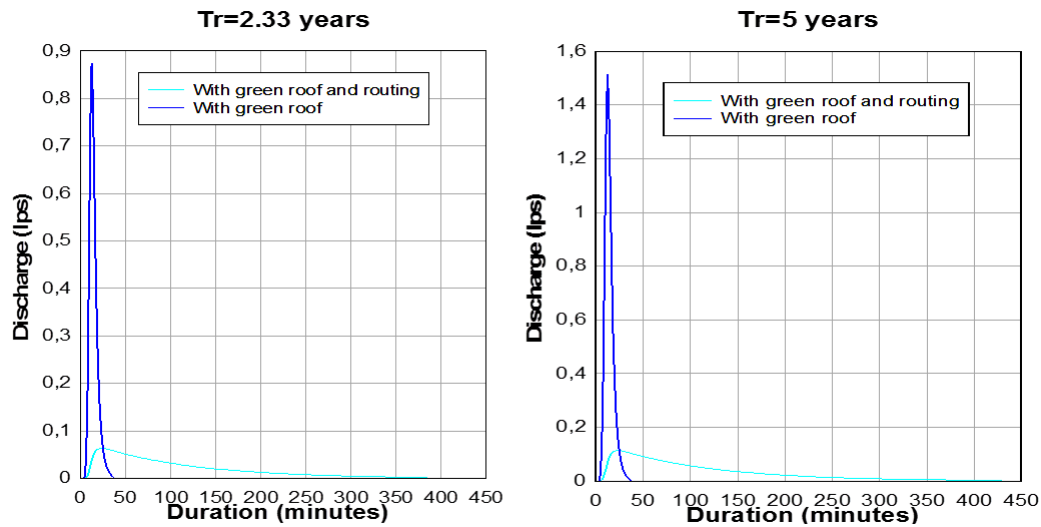 Tr=2.33 years
0,9
0,8
0,7
0,6
0,5
0,4
0,3
0,2
0,1
0
Discharge (lps)
With green roof and routing
With green roof
0 50 100 150 200 250 300 350 400 450
Duration (minutes)
Tr=5 years
1,6
1,4
1,2
1
0,8
0,6
0,4
0,2
0
Discharge (lps)
With green roof and routing
With green roof
0 50 100 150 200 250 300 350 400 450
Duration (minutes)